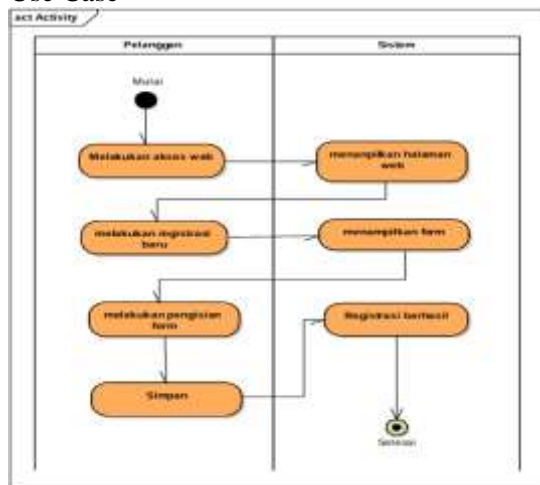 Use Case
act Activity
Pelanggan
Sistem
Mulai
Melakukan akses web
menampilkan halaman
web
melakukan registrasi
baru
menampilkan form
melakukan pengisian
form
Registrasi berhasil
Simpan
Selesai